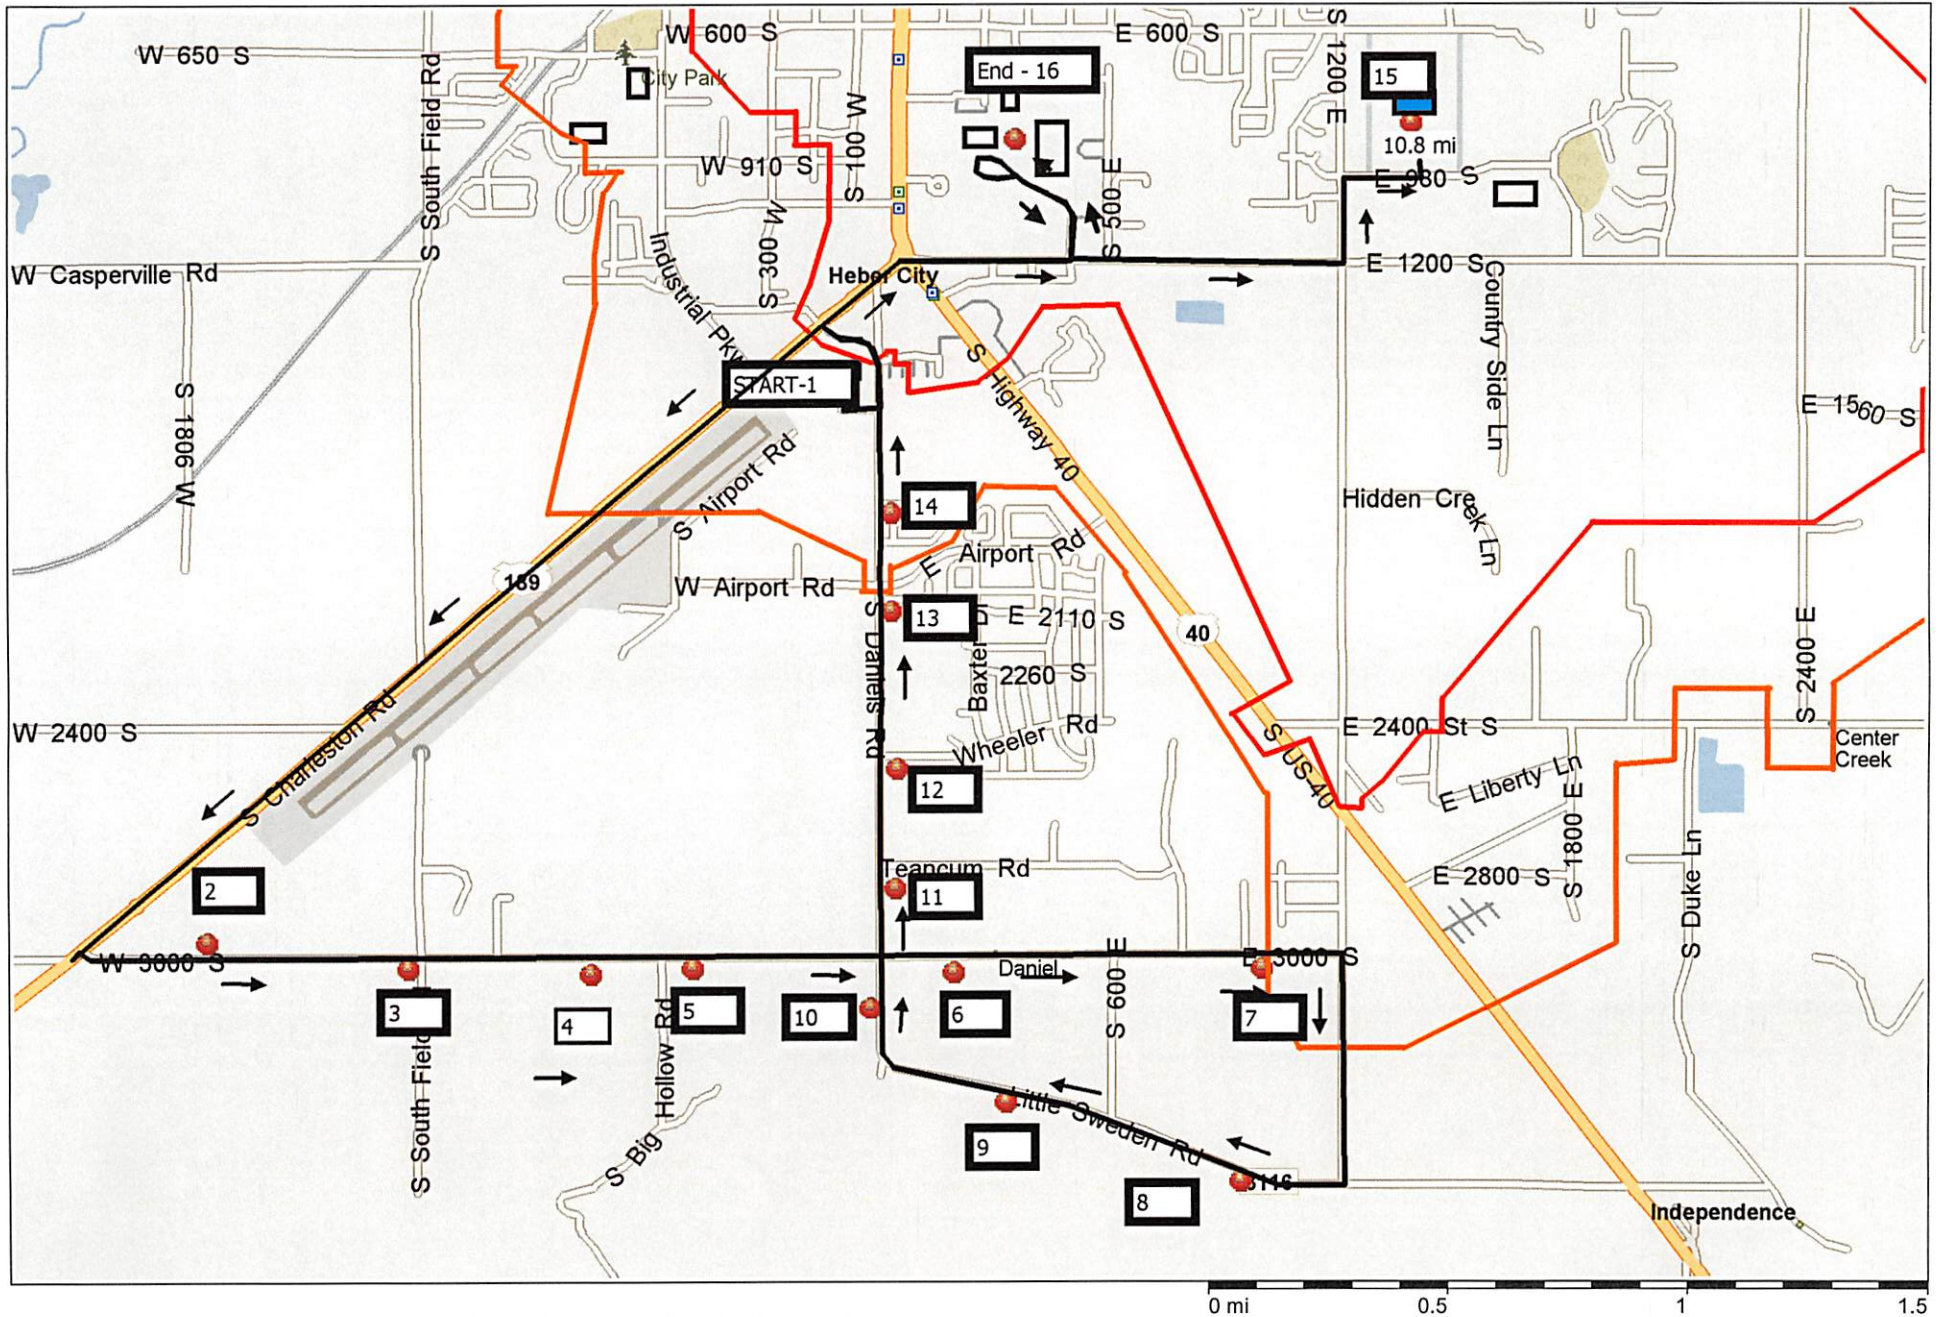 W 600 S
E 600 S
S 1200 E
W 650 S
City Park
End - 16
15
S South Field Rd
S 100 W
10.8 mi
W 910 S
E 980 S
S 500 E
S 300 W
Industrial Pkw
W Casperville Rd
Heber City
E 1200 S
Country Side Ln
START-1
S Highway 40
S 1806 W
E 1560 S
S Airport Rd
Hidden Creek Ln
14
E Airport Rd
189
W Airport Rd
13
E 2110 S
40
S Daniels Rd
Baxter
2260 S
S 2400 E
S Charleston Rd
W 2400 S
Wheeler Rd
E 2400 St S
S US-40
Center
Creek
12
E Liberty Ln
S 1800 E
Teancum Rd
E 2800 S
S Duke Ln
2
11
W 3000 S
Daniel
E 3000 S
3
4
5
10
6
S 600 E
7
S South Field
S Big Hollow Rd
Little Sweden Rd
9
8
3116
Independence
0 mi
0.5
1
1.5